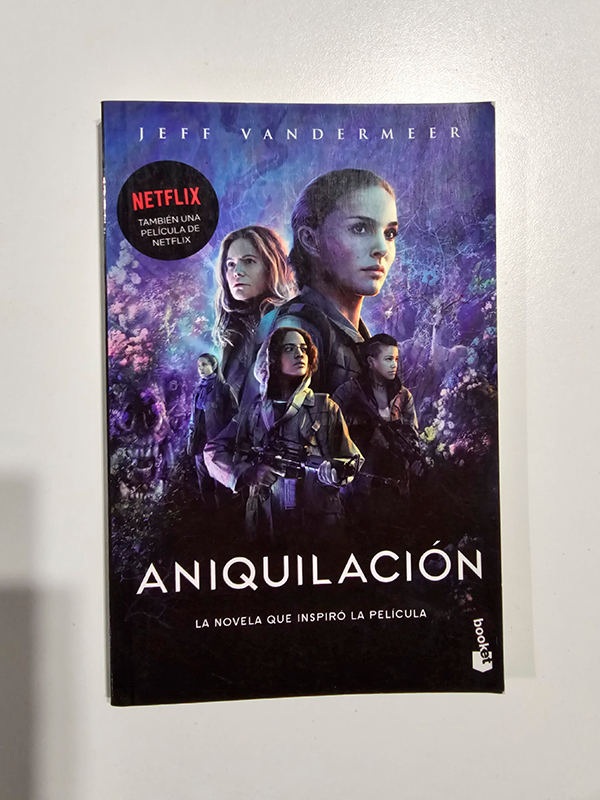 JEFF VANDERMEER
NETFLIX
TAMBIÉN UNA
PELÍCULA DE
NETFLIX
ANIQUILACIÓN
LA NOVELA QUE INSPIRÓ LA PELÍCULA
booket